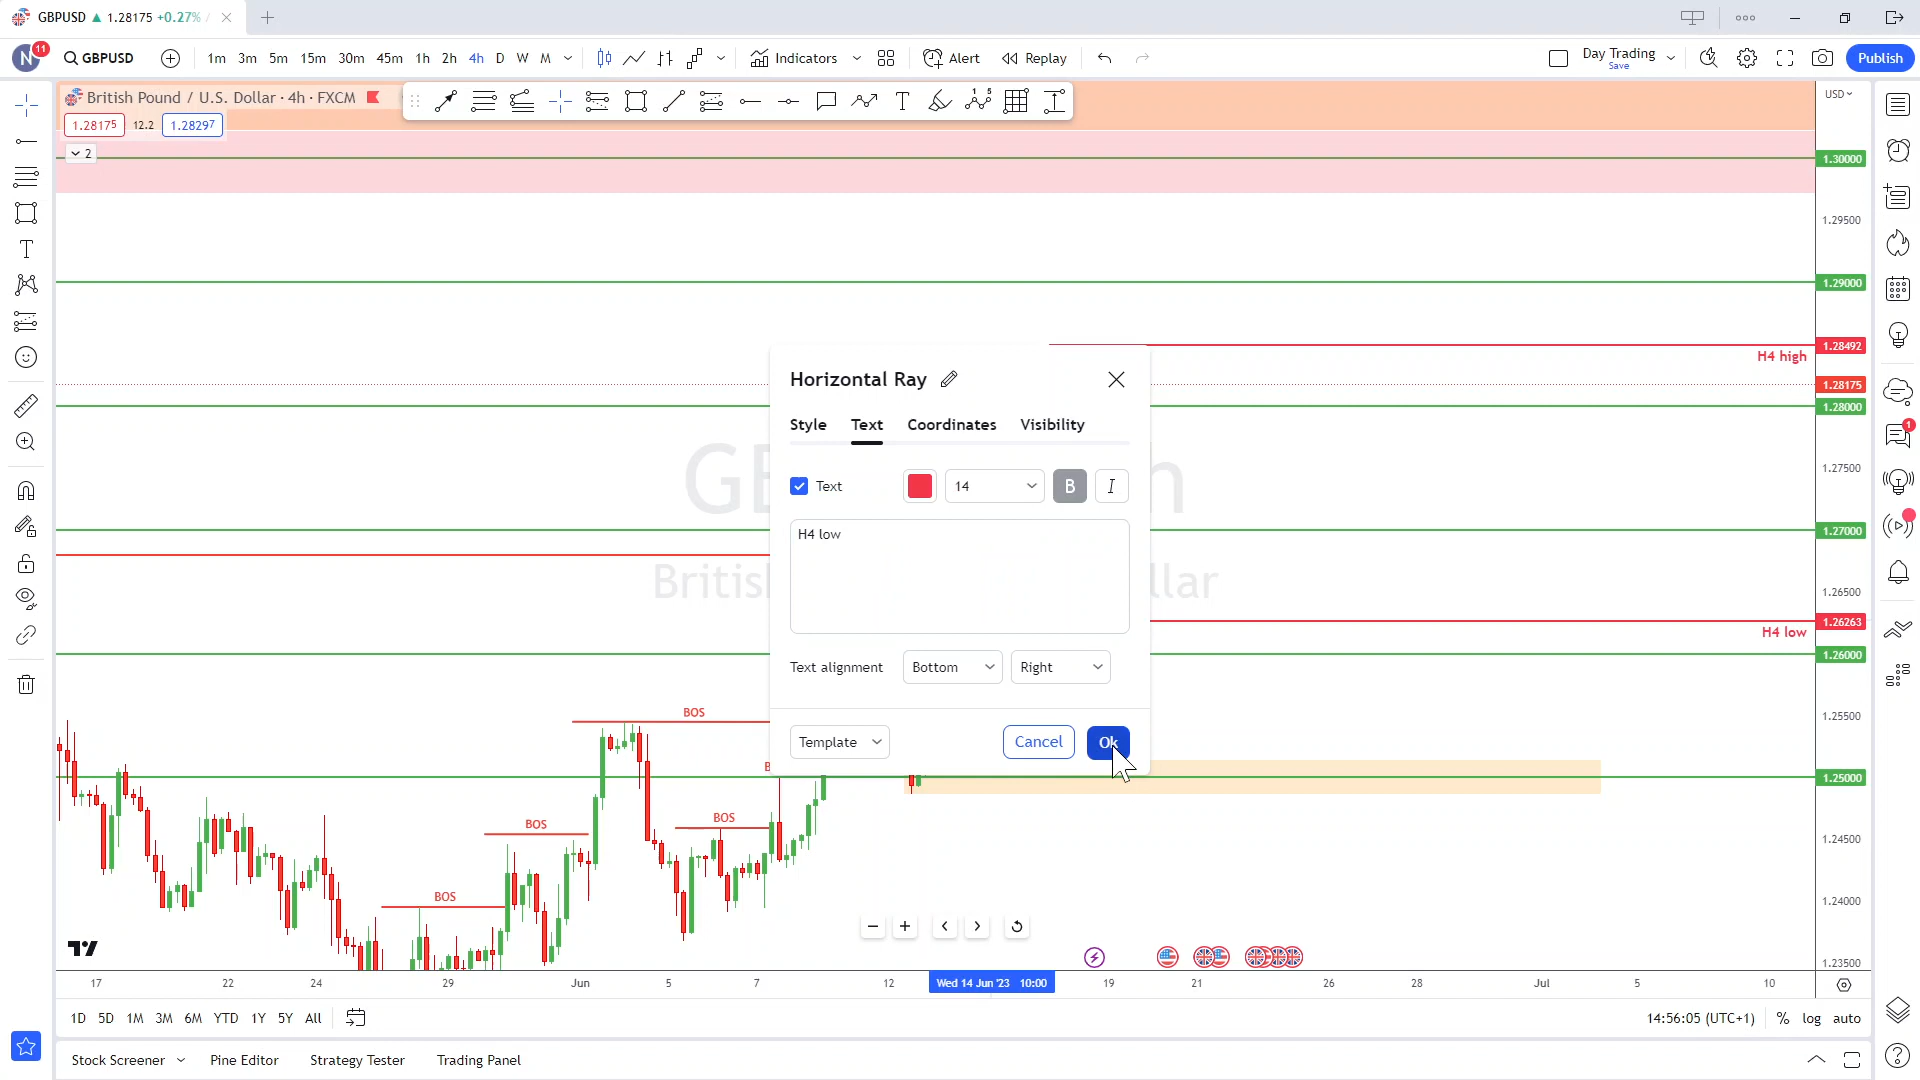 GBPUSD ▲ 1.28175 +0.27% /
N 11 GBPUSD 1m 3m 5m 15m 30m 45m 1h 2h 4h D W M Indicators Alert Replay Day Trading Save Publish
British Pound / U.S. Dollar · 4h · FXCM
1.28175 12.2 1.28297
2
USD
1.30000
1.29500
1.29000
1.28492
H4 high
1.28175
1.28000
1.27500
1.27000
1.26500
1.26263
H4 low
1.26000
1.25500
1.25000
1.24500
1.24000
1.23500
Horizontal Ray
Style Text Coordinates Visibility
Text 14 B I
H4 low
Text alignment Bottom Right
Template Cancel Ok
BOS
BOS
BOS
BOS
17 22 24 29 Jun 5 7 12 Wed 14 Jun '23 10:00 19 21 26 28 Jul 5 10
1D 5D 1M 3M 6M YTD 1Y 5Y All 14:56:05 (UTC+1) % log auto
Stock Screener Pine Editor Strategy Tester Trading Panel
1